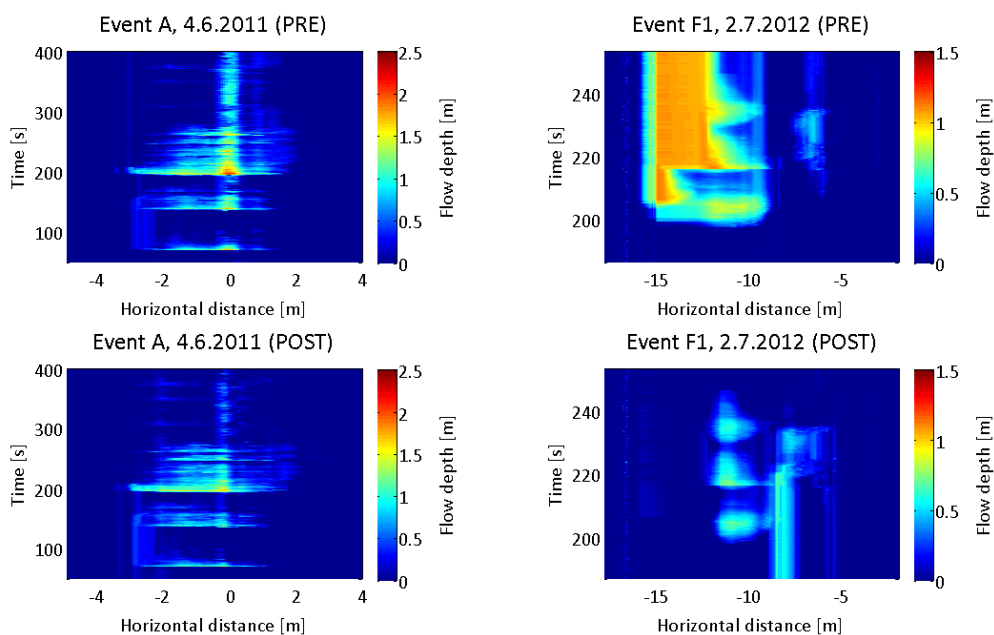 Event A, 4.6.2011 (PRE)
400
300
200
100
Time [s]
-4 -2 0 2 4
Horizontal distance [m]
2.5
2
1.5
1
0.5
0
Flow depth [m]
Event F1, 2.7.2012 (PRE)
240
220
200
Time [s]
-15 -10 -5
Horizontal distance [m]
1.5
1
0.5
0
Flow depth [m]
Event A, 4.6.2011 (POST)
400
300
200
100
Time [s]
-4 -2 0 2 4
Horizontal distance [m]
2.5
2
1.5
1
0.5
0
Flow depth [m]
Event F1, 2.7.2012 (POST)
240
220
200
Time [s]
-15 -10 -5
Horizontal distance [m]
1.5
1
0.5
0
Flow depth [m]